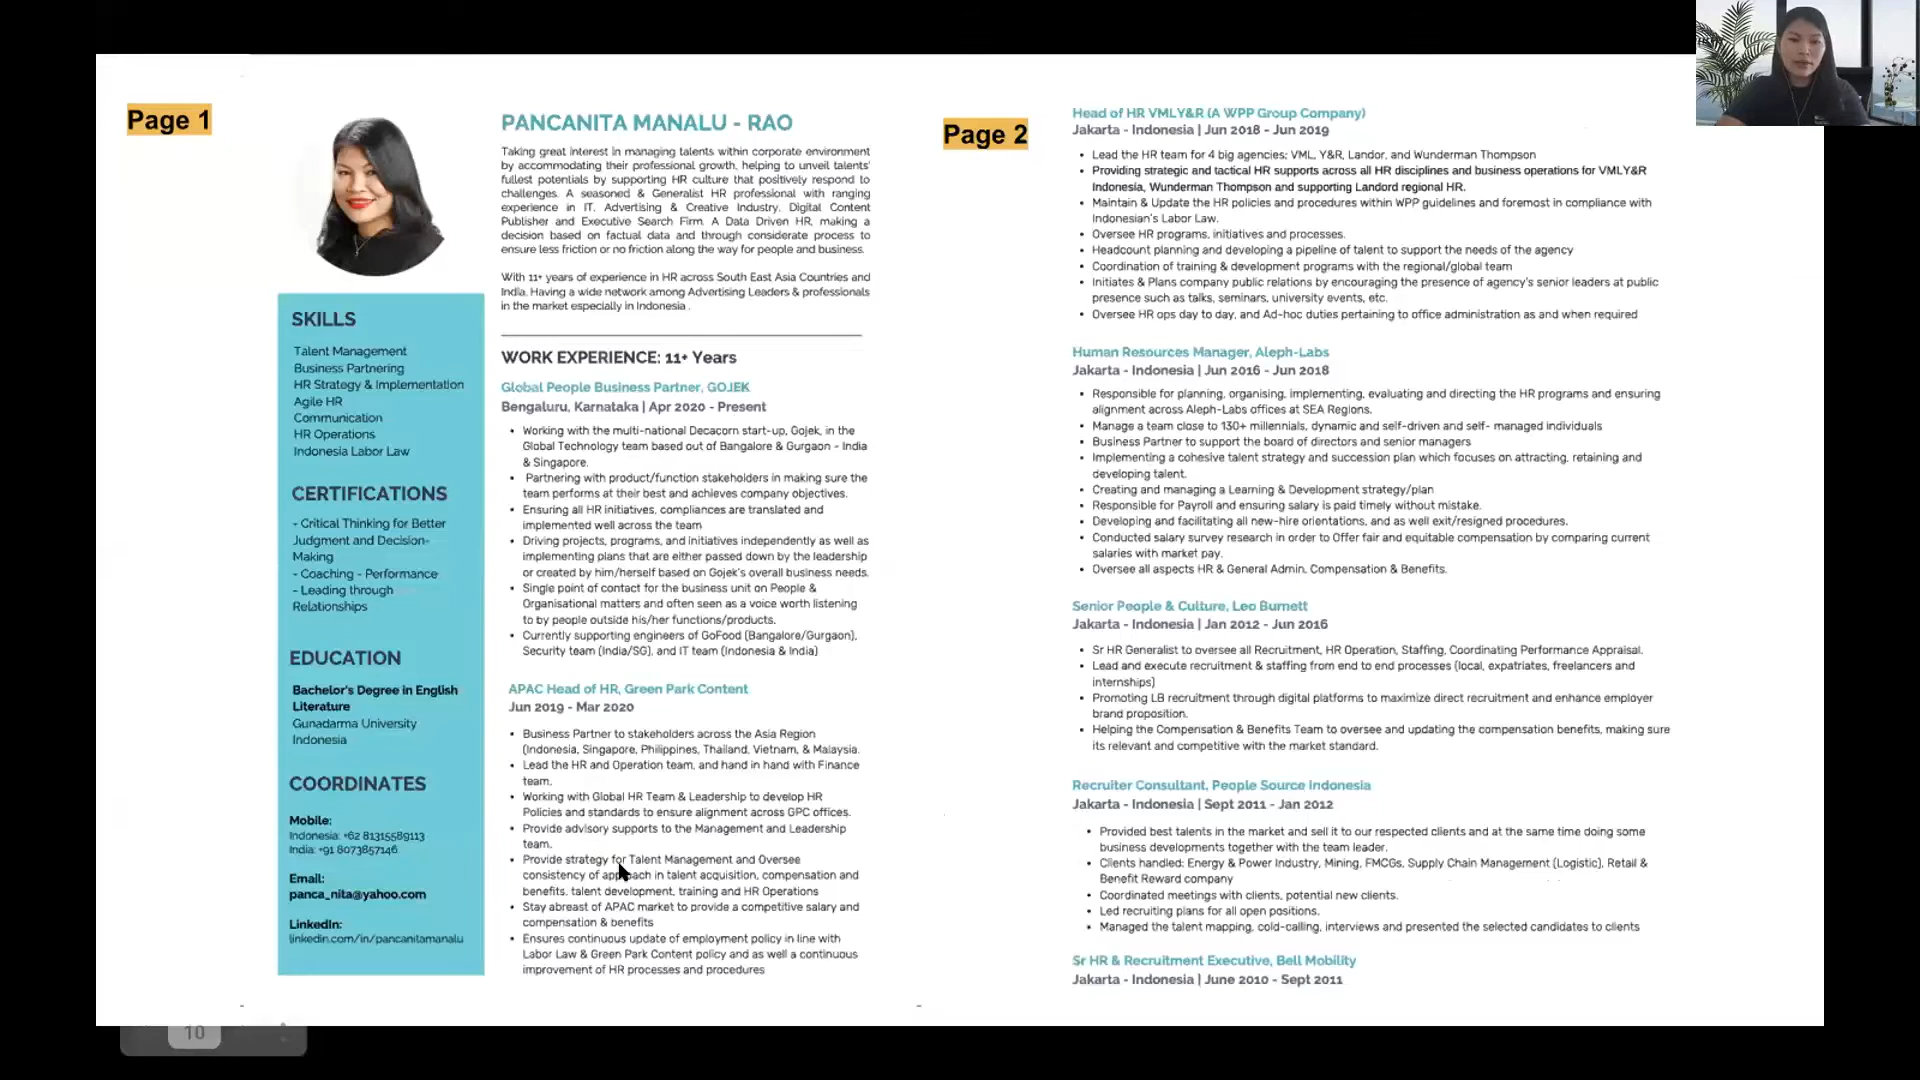 Page 1
PANCANITA MANALU - RAO
Taking great interest in managing talents within corporate environment
by accommodating their professional growth, helping to unveil talents'
fullest potentials by supporting HR culture that positively respond to
challenges. A seasoned & Generalist HR professional with ranging
experience in IT, Advertising & Creative Industry, Digital Content
Publisher and Executive Search Firm. A Data Driven HR, making a
decision based on factual data and through considerate process to
ensure less friction or no friction along the way for people and business.
With 11+ years of experience in HR across South East Asia Countries and
India, Having a wide network among Advertising Leaders & professionals
in the market especially in Indonesia .
SKILLS
Talent Management
Business Partnering
HR Strategy & Implementation
Agile HR
Communication
HR Operations
Indonesia Labor Law
CERTIFICATIONS
- Critical Thinking for Better
Judgment and Decision-
Making
- Coaching - Performance
- Leading through
Relationships
EDUCATION
Bachelor's Degree in English
Literature
Gunadarma University
Indonesia
COORDINATES
Mobile:
Indonesia: +62 81315589113
India: +91 8073857146
Email:
panca_nita@yahoo.com
LinkedIn:
linkedin.com/in/pancanitamanalu
WORK EXPERIENCE: 11+ Years
Global People Business Partner, GOJEK
Bengaluru, Karnataka | Apr 2020 - Present
• Working with the multi-national Decacorn start-up, Gojek, in the
Global Technology team based out of Bangalore & Gurgaon - India
& Singapore.
• Partnering with product/function stakeholders in making sure the
team performs at their best and achieves company objectives.
• Ensuring all HR initiatives, compliances are translated and
implemented well across the team
• Driving projects, programs, and initiatives independently as well as
implementing plans that are either passed down by the leadership
or created by him/herself based on Gojek's overall business needs.
• Single point of contact for the business unit on People &
Organisational matters and often seen as a voice worth listening
to by people outside his/her functions/products.
• Currently supporting engineers of GoFood (Bangalore/Gurgaon),
Security team (India/SG), and IT team (Indonesia & India)
APAC Head of HR, Green Park Content
Jun 2019 - Mar 2020
• Business Partner to stakeholders across the Asia Region
(Indonesia, Singapore, Philippines, Thailand, Vietnam, & Malaysia.
• Lead the HR and Operation team, and hand in hand with Finance
team.
• Working with Global HR Team & Leadership to develop HR
Policies and standards to ensure alignment across GPC offices.
• Provide advisory supports to the Management and Leadership
team.
• Provide strategy for Talent Management and Oversee
consistency of approach in talent acquisition, compensation and
benefits, talent development, training and HR Operations
• Stay abreast of APAC market to provide a competitive salary and
compensation & benefits
• Ensures continuous update of employment policy in line with
Labor Law & Green Park Content policy and as well a continuous
improvement of HR processes and procedures
Page 2
Head of HR VMLY&R (A WPP Group Company)
Jakarta - Indonesia | Jun 2018 - Jun 2019
• Lead the HR team for 4 big agencies; VML, Y&R, Landor, and Wunderman Thompson
• Providing strategic and tactical HR supports across all HR disciplines and business operations for VMLY&R
Indonesia, Wunderman Thompson and supporting Landord regional HR.
• Maintain & Update the HR policies and procedures within WPP guidelines and foremost in compliance with
Indonesian's Labor Law.
• Oversee HR programs, initiatives and processes.
• Headcount planning and developing a pipeline of talent to support the needs of the agency
• Coordination of training & development programs with the regional/global team
• Initiates & Plans company public relations by encouraging the presence of agency's senior leaders at public
presence such as talks, seminars, university events, etc.
• Oversee HR ops day to day, and Ad-hoc duties pertaining to office administration as and when required
Human Resources Manager, Aleph-Labs
Jakarta - Indonesia | Jun 2016 - Jun 2018
• Responsible for planning, organising, implementing, evaluating and directing the HR programs and ensuring
alignment across Aleph-Labs offices at SEA Regions.
• Manage a team close to 130+ millennials, dynamic and self-driven and self- managed individuals
• Business Partner to support the board of directors and senior managers
• Implementing a cohesive talent strategy and succession plan which focuses on attracting, retaining and
developing talent.
• Creating and managing a Learning & Development strategy/plan
• Responsible for Payroll and ensuring salary is paid timely without mistake.
• Developing and facilitating all new-hire orientations, and as well exit/resigned procedures.
• Conducted salary survey research in order to Offer fair and equitable compensation by comparing current
salaries with market pay.
• Oversee all aspects HR & General Admin, Compensation & Benefits.
Senior People & Culture, Leo Burnett
Jakarta - Indonesia | Jan 2012 - Jun 2016
• Sr HR Generalist to oversee all Recruitment, HR Operation, Staffing, Coordinating Performance Appraisal.
• Lead and execute recruitment & staffing from end to end processes (local, expatriates, freelancers and
internships)
• Promoting LB recruitment through digital platforms to maximize direct recruitment and enhance employer
brand proposition.
• Helping the Compensation & Benefits Team to oversee and updating the compensation benefits, making sure
its relevant and competitive with the market standard.
Recruiter Consultant, People Source Indonesia
Jakarta - Indonesia | Sept 2011 - Jan 2012
• Provided best talents in the market and sell it to our respected clients and at the same time doing some
business developments together with the team leader.
• Clients handled: Energy & Power Industry, Mining, FMCGs, Supply Chain Management (Logistic), Retail &
Benefit Reward company
• Coordinated meetings with clients, potential new clients.
• Led recruiting plans for all open positions.
• Managed the talent mapping, cold-calling, interviews and presented the selected candidates to clients
Sr HR & Recruitment Executive, Bell Mobility
Jakarta - Indonesia | June 2010 - Sept 2011
10